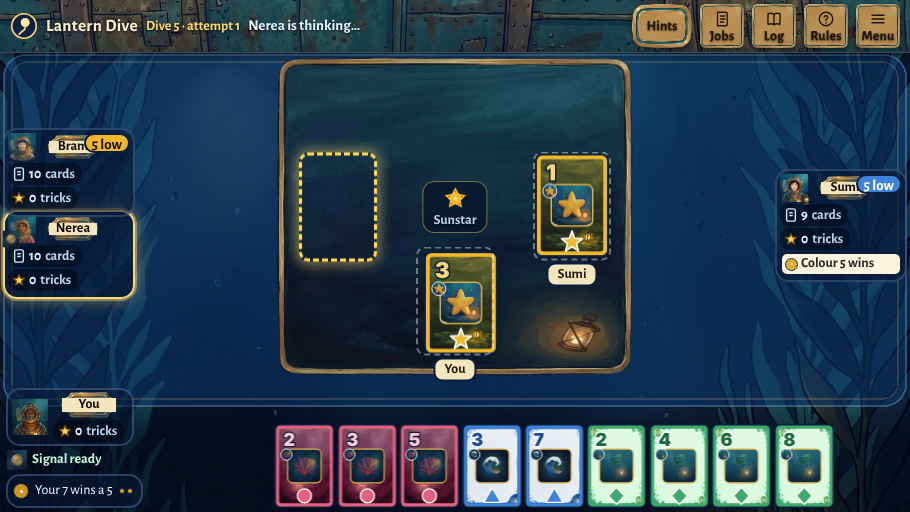 Lantern Dive
Dive 5 · attempt 1
Nerea is thinking...
Hints
Jobs
Log
Rules
Menu
Bran
5 low
10 cards
0 tricks
Nerea
10 cards
0 tricks
Sunstar
1
Sumi
3
You
5 low
9 cards
0 tricks
Colour 5 wins
You
0 tricks
Signal ready
Your 7 wins a 5
2
3
5
3
7
2
4
6
8